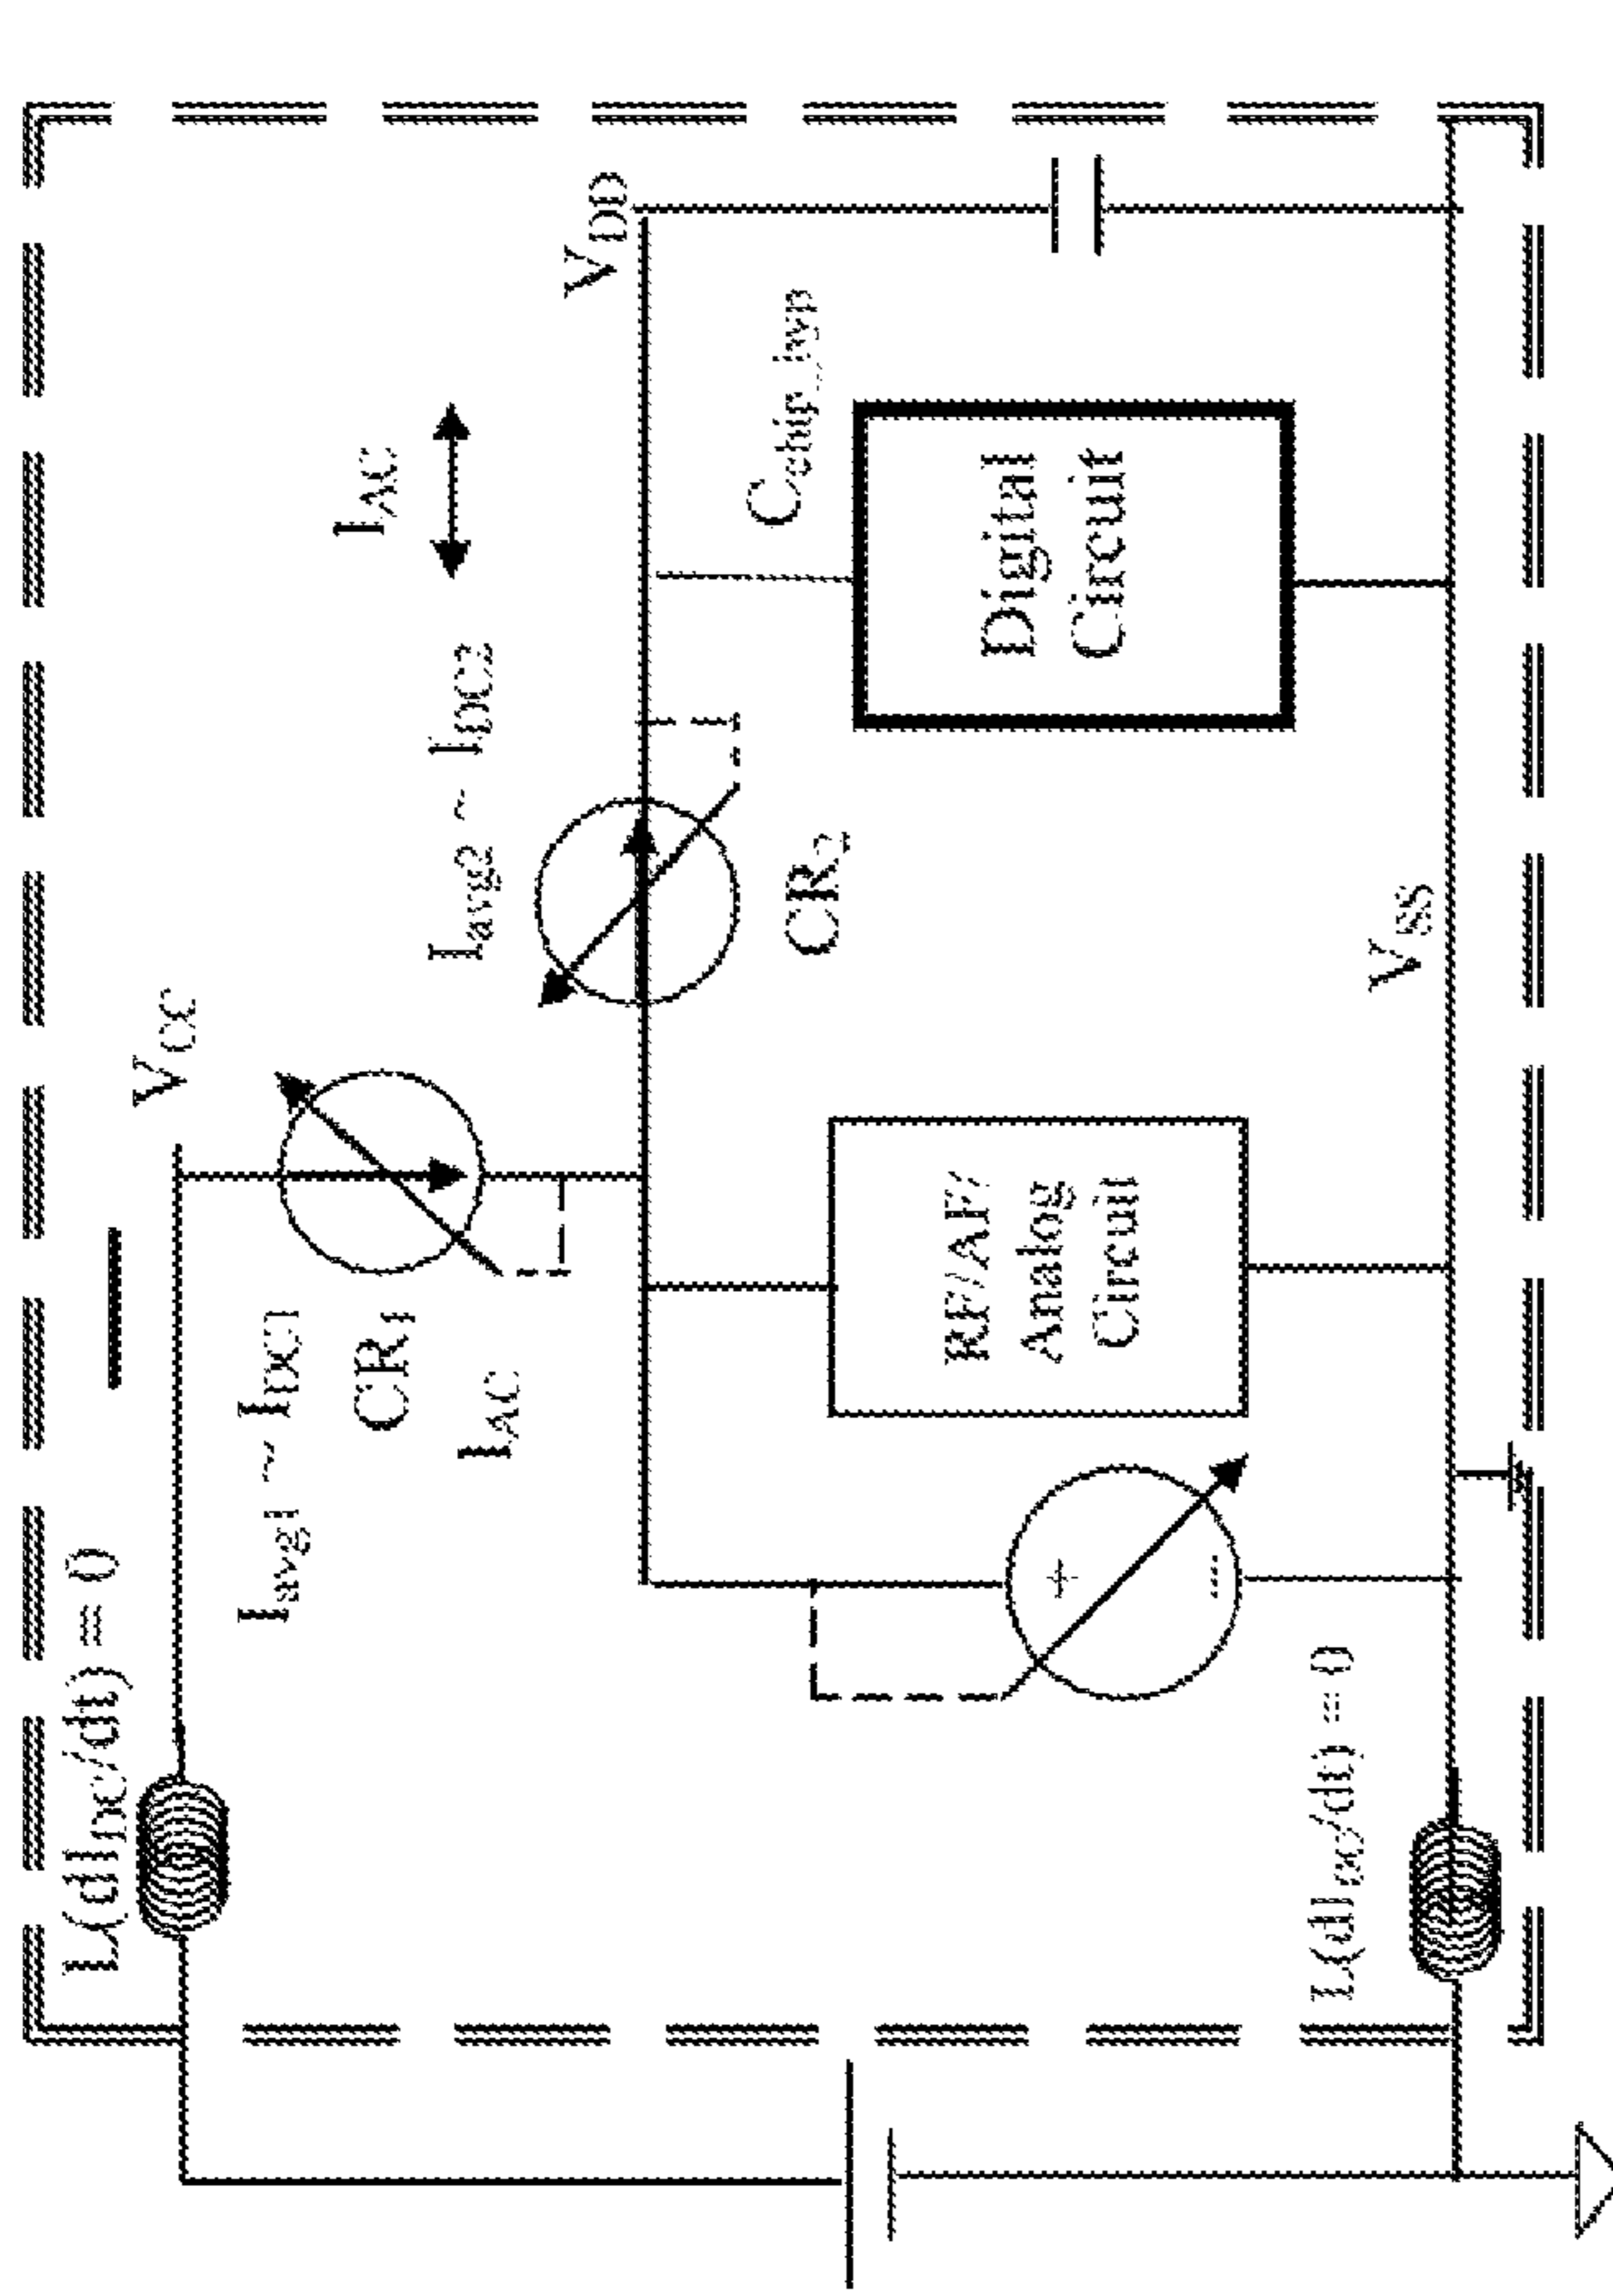 L(dI_DC/dt) = 0
V_CC
I_avg1 ~ I_DC1
CR_1
I_AC
I_avg2 ~ I_DC2
I_AC
CR_2
V_DD
C_chip_byp
RF/AF/
Analog
Circuit
Digital
Circuit
+
-
V_SS
L(dI_DC/dt) = 0